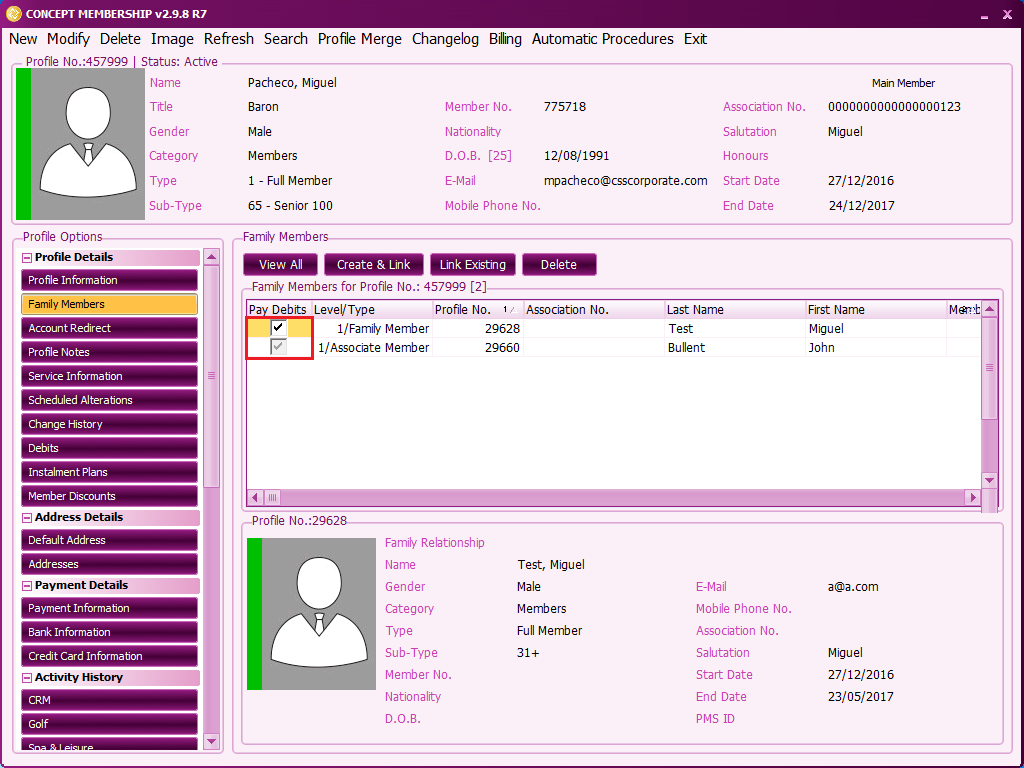 CONCEPT MEMBERSHIP v2.9.8 R7
New Modify Delete Image Refresh Search Profile Merge Changelog Billing Automatic Procedures Exit
Profile No.:457999 | Status: Active
Name Pacheco, Miguel Main Member
Title Baron Member No. 775718 Association No. 0000000000000000123
Gender Male Nationality Salutation Miguel
Category Members D.O.B. [25] 12/08/1991 Honours
Type 1 - Full Member E-Mail mpacheco@csscorporate.com Start Date 27/12/2016
Sub-Type 65 - Senior 100 Mobile Phone No. End Date 24/12/2017
Profile Options
Profile Details
Profile Information
Family Members
Account Redirect
Profile Notes
Service Information
Scheduled Alterations
Change History
Debits
Instalment Plans
Member Discounts
Address Details
Default Address
Addresses
Payment Details
Payment Information
Bank Information
Credit Card Information
Activity History
CRM
Golf
Spa & Leisure
Family Members
View All Create & Link Link Existing Delete
Family Members for Profile No.: 457999 [2]
Pay Debits Level/Type Profile No. 1 Association No. Last Name First Name
1/Family Member 29628 Test Miguel
1/Associate Member 29660 Bullent John
Profile No.:29628
Family Relationship
Name Test, Miguel
Gender Male E-Mail a@a.com
Category Members Mobile Phone No.
Type Full Member Association No.
Sub-Type 31+ Salutation Miguel
Member No. Start Date 27/12/2016
Nationality End Date 23/05/2017
D.O.B. PMS ID